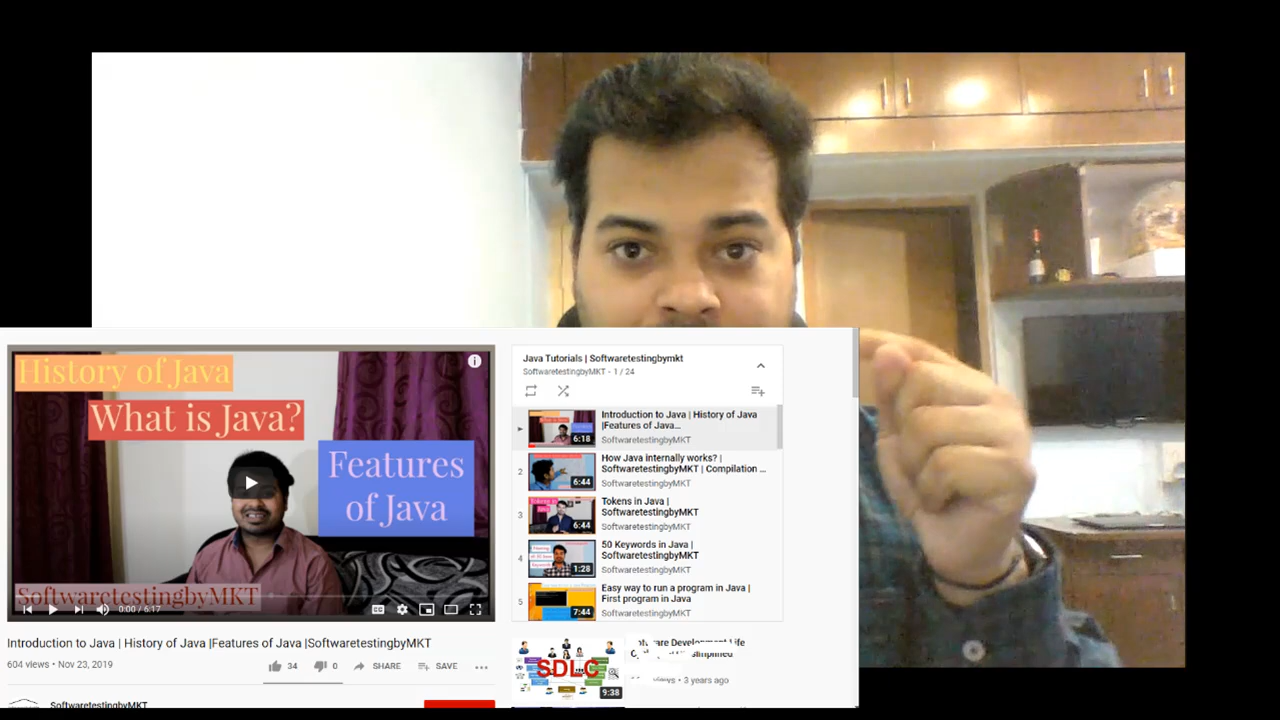 History of Java
What is Java?
Features
of Java
SoftwaretestingbyMKT
0:00 / 6:17
Introduction to Java | History of Java |Features of Java |SoftwaretestingbyMKT
604 views • Nov 23, 2019
34
0
SHARE
SAVE
SoftwaretestingbyMKT
Java Tutorials | Softwaretestingbymkt
SoftwaretestingbyMKT - 1 / 24
6:18
Introduction to Java | History of Java
|Features of Java...
SoftwaretestingbyMKT
2
6:44
How Java internally works? |
SoftwaretestingbyMKT | Compilation ...
SoftwaretestingbyMKT
3
6:44
Tokens in Java |
SoftwaretestingbyMKT
SoftwaretestingbyMKT
4
1:28
50 Keywords in Java |
SoftwaretestingbyMKT
SoftwaretestingbyMKT
5
7:44
Easy way to run a program in Java |
First program in Java
SoftwaretestingbyMKT
SDLC
9:38
Development Life
• 3 years ago